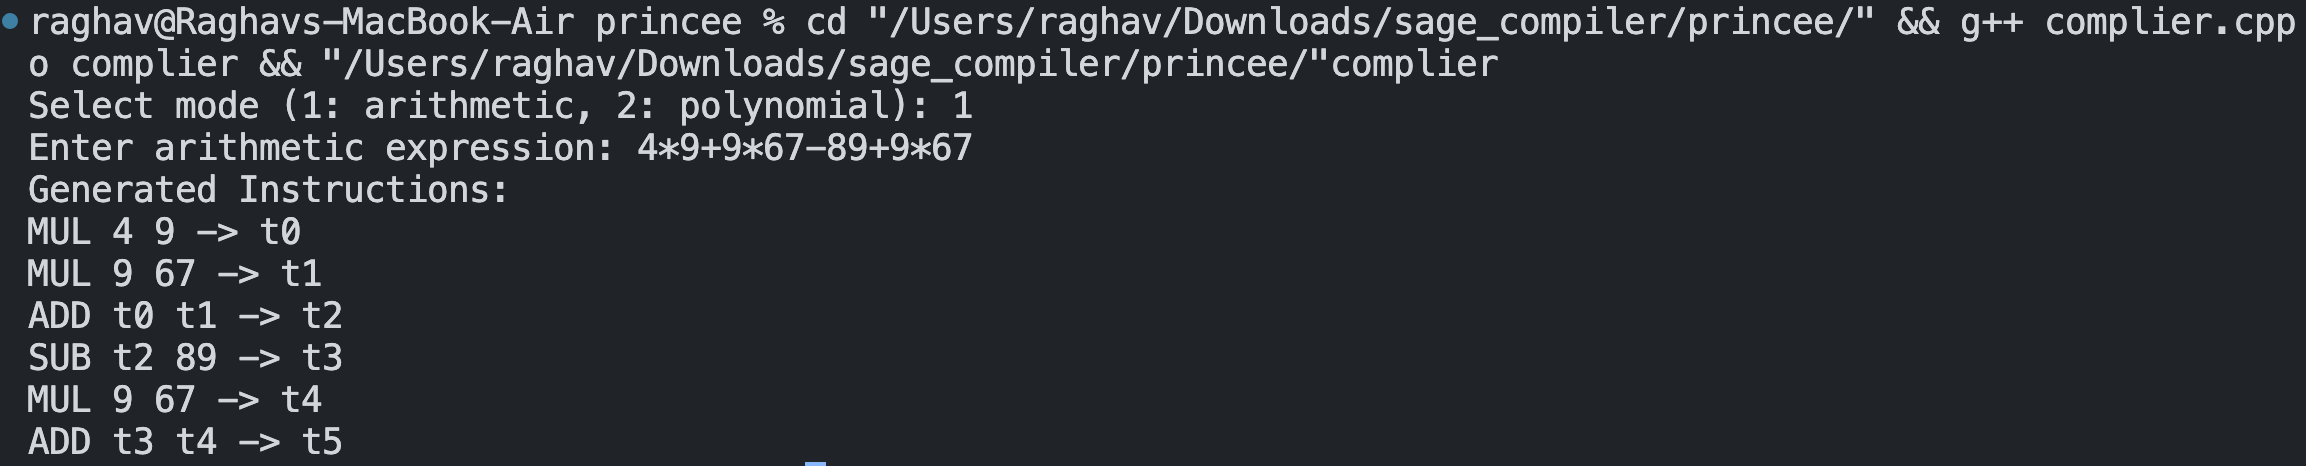 raghav@Raghavs-MacBook-Air princee % cd "/Users/raghav/Downloads/sage_compiler/princee/" && g++ complier.cpp
o complier && "/Users/raghav/Downloads/sage_compiler/princee/"complier
Select mode (1: arithmetic, 2: polynomial): 1
Enter arithmetic expression: 4*9+9*67-89+9*67
Generated Instructions:
MUL 4 9 -> t0
MUL 9 67 -> t1
ADD t0 t1 -> t2
SUB t2 89 -> t3
MUL 9 67 -> t4
ADD t3 t4 -> t5